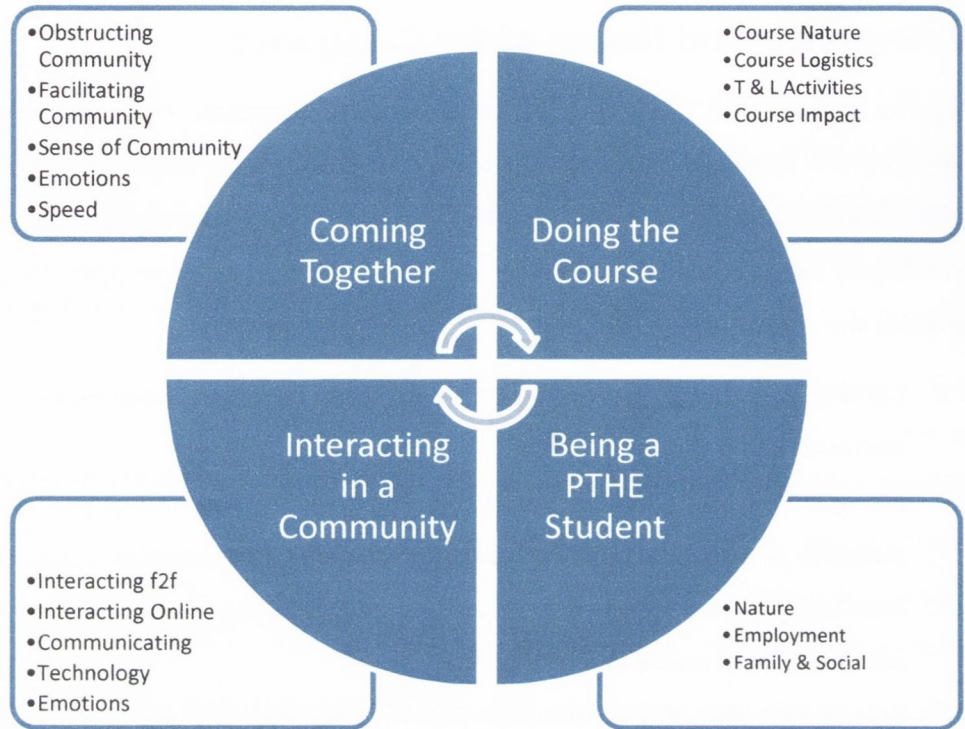 •Obstructing
Community
•Facilitating
Community
•Sense of Community
•Emotions
•Speed
•Course Nature
•Course Logistics
•T & L Activities
•Course Impact
Coming
Together
Doing the
Course
Interacting
in a
Community
Being a
PTHE
Student
•Interacting f2f
•Interacting Online
•Communicating
•Technology
•Emotions
•Nature
•Employment
•Family & Social